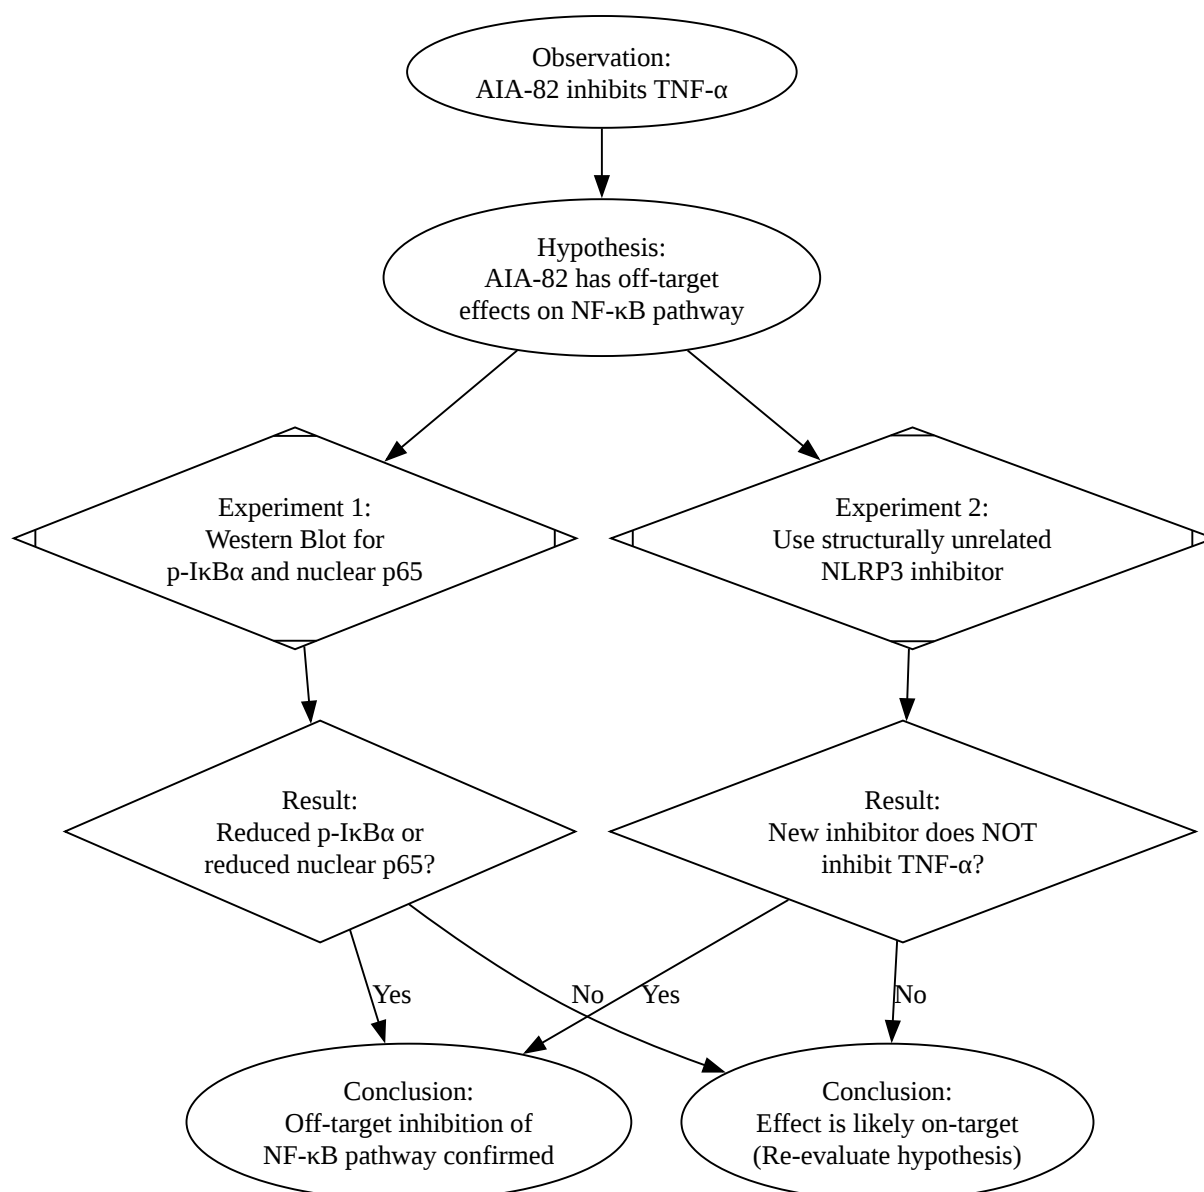 Observation:
AIA-82 inhibits TNF-α
Hypothesis:
AIA-82 has off-target
effects on NF-κB pathway
Experiment 1:
Western Blot for
p-IκBα and nuclear p65
Experiment 2:
Use structurally unrelated
NLRP3 inhibitor
Result:
Reduced p-IκBα or
reduced nuclear p65?
Result:
New inhibitor does NOT
inhibit TNF-α?
Yes
No
Yes
No
Conclusion:
Off-target inhibition of
NF-κB pathway confirmed
Conclusion:
Effect is likely on-target
(Re-evaluate hypothesis)